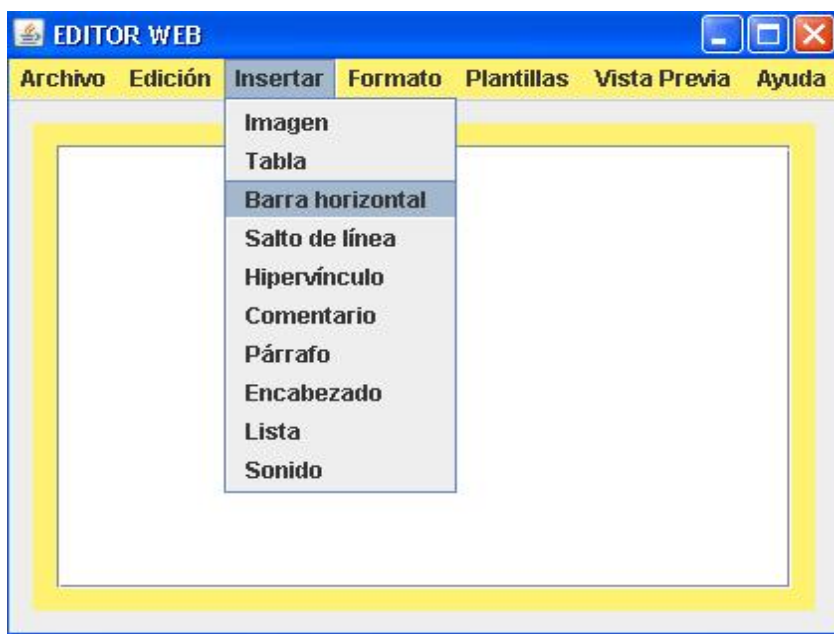 EDITOR WEB
Archivo Edición Insertar Formato Plantillas Vista Previa Ayuda
Imagen
Tabla
Barra horizontal
Salto de línea
Hipervínculo
Comentario
Párrafo
Encabezado
Lista
Sonido